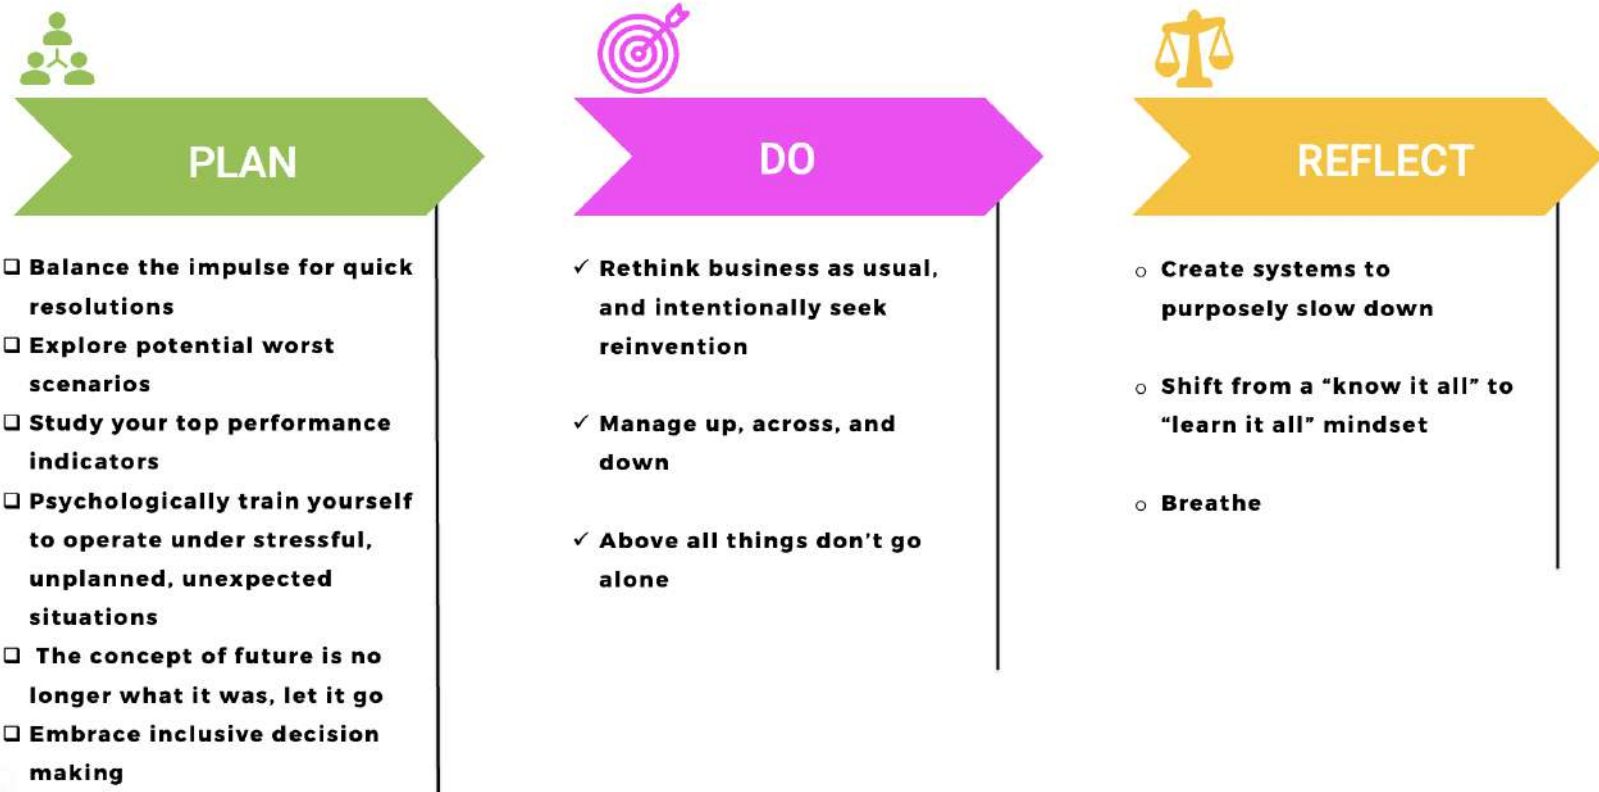 PLAN
Balance the impulse for quick
resolutions
Explore potential worst
scenarios
Study your top performance
indicators
Psychologically train yourself
to operate under stressful,
unplanned, unexpected
situations
The concept of future is no
longer what it was, let it go
Embrace inclusive decision
making
DO
Rethink business as usual,
and intentionally seek
reinvention
Manage up, across, and
down
Above all things don't go
alone
REFLECT
Create systems to
purposely slow down
Shift from a “know it all” to
“learn it all” mindset
Breathe